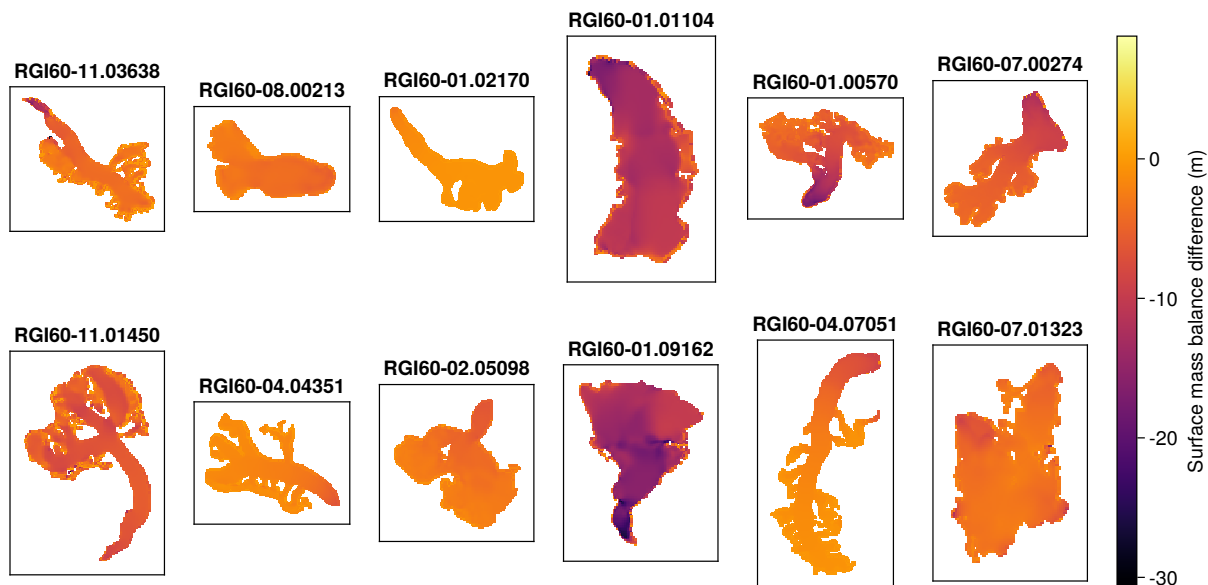 RGI60-11.03638
RGI60-08.00213
RGI60-01.02170
RGI60-01.01104
RGI60-01.00570
RGI60-07.00274
RGI60-11.01450
RGI60-04.04351
RGI60-02.05098
RGI60-01.09162
RGI60-04.07051
RGI60-07.01323
0
-10
-20
-30
Surface mass balance difference (m)